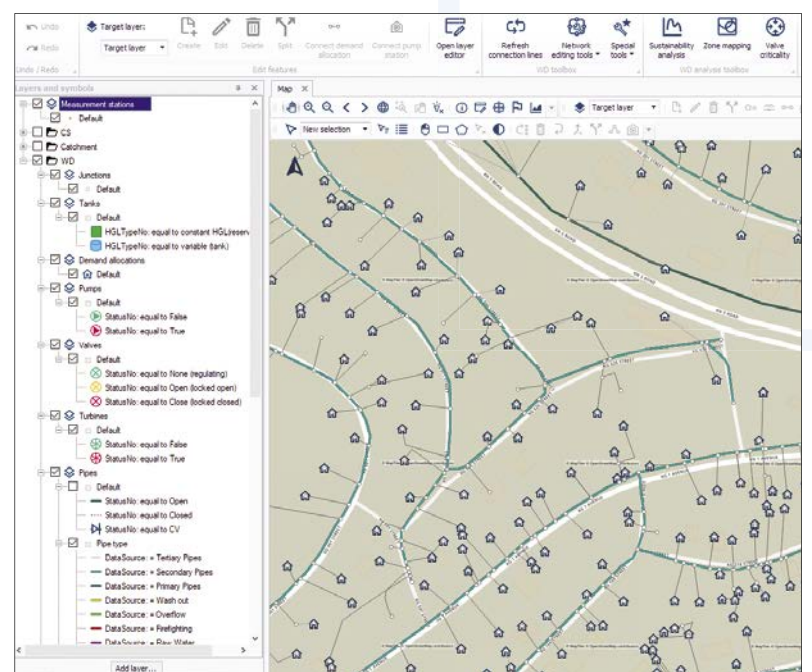 Undo
Redo
Undo / Redo
Target layer:
Target layer
Create
Edit
Delete
Split
Connect demand
allocation
Connect pump
station
Edit features
Open layer
editor
Refresh
connection lines
Network
editing tools
Special
tools
WD toolbox
Sustainability
analysis
Zone mapping
Valve
criticality
WD analysis toolbox
Layers and symbols
Measurement stations
Default
CS
Catchment
WD
Junctions
Default
Tanks
Default
HGLTypeNo: equal to constant HGL(reserv
HGLTypeNo: equal to variable (tank)
Demand allocations
Default
Pumps
Default
StatusNo: equal to False
StatusNo: equal to True
Valves
Default
StatusNo: equal to None (regulating)
StatusNo: equal to Open (locked open)
StatusNo: equal to Close (locked closed)
Turbines
Default
StatusNo: equal to False
StatusNo: equal to True
Pipes
Default
StatusNo: equal to Open
StatusNo: equal to Closed
StatusNo: equal to CV
Pipe type
DataSource: = Tertiary Pipes
DataSource: = Secondary Pipes
DataSource: = Primary Pipes
DataSource: = Wash out
DataSource: = Overflow
DataSource: = Firefighting
DataSource: = Raw Water
Add layer...
Map
Target layer
New selection